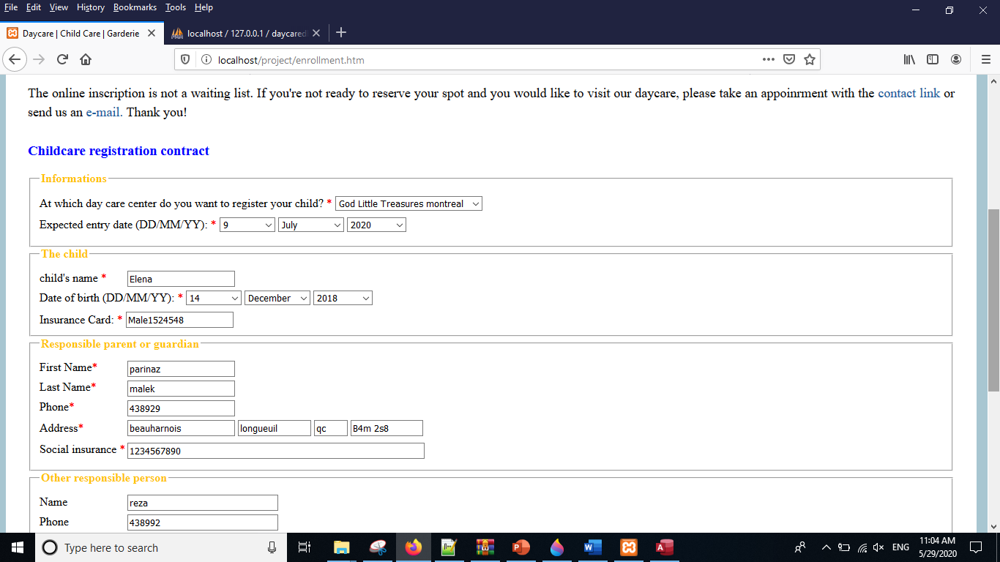 File Edit View History Bookmarks Tools Help
Daycare | Child Care | Garderie
localhost / 127.0.0.1 / daycared
localhost/project/enrollment.htm
The online inscription is not a waiting list. If you're not ready to reserve your spot and you would like to visit our daycare, please take an appoinrment with the contact link or
send us an e-mail. Thank you!
Childcare registration contract
Informations
At which day care center do you want to register your child? * God Little Treasures montreal
Expected entry date (DD/MM/YY): * 9 July 2020
The child
child's name * Elena
Date of birth (DD/MM/YY): * 14 December 2018
Insurance Card: * Male1524548
Responsible parent or guardian
First Name* parinaz
Last Name* malek
Phone* 438929
Address* beauharnois longueuil qc B4m 2s8
Social insurance * 1234567890
Other responsible person
Name reza
Phone 438992
Type here to search
ENG
11:04 AM
5/29/2020